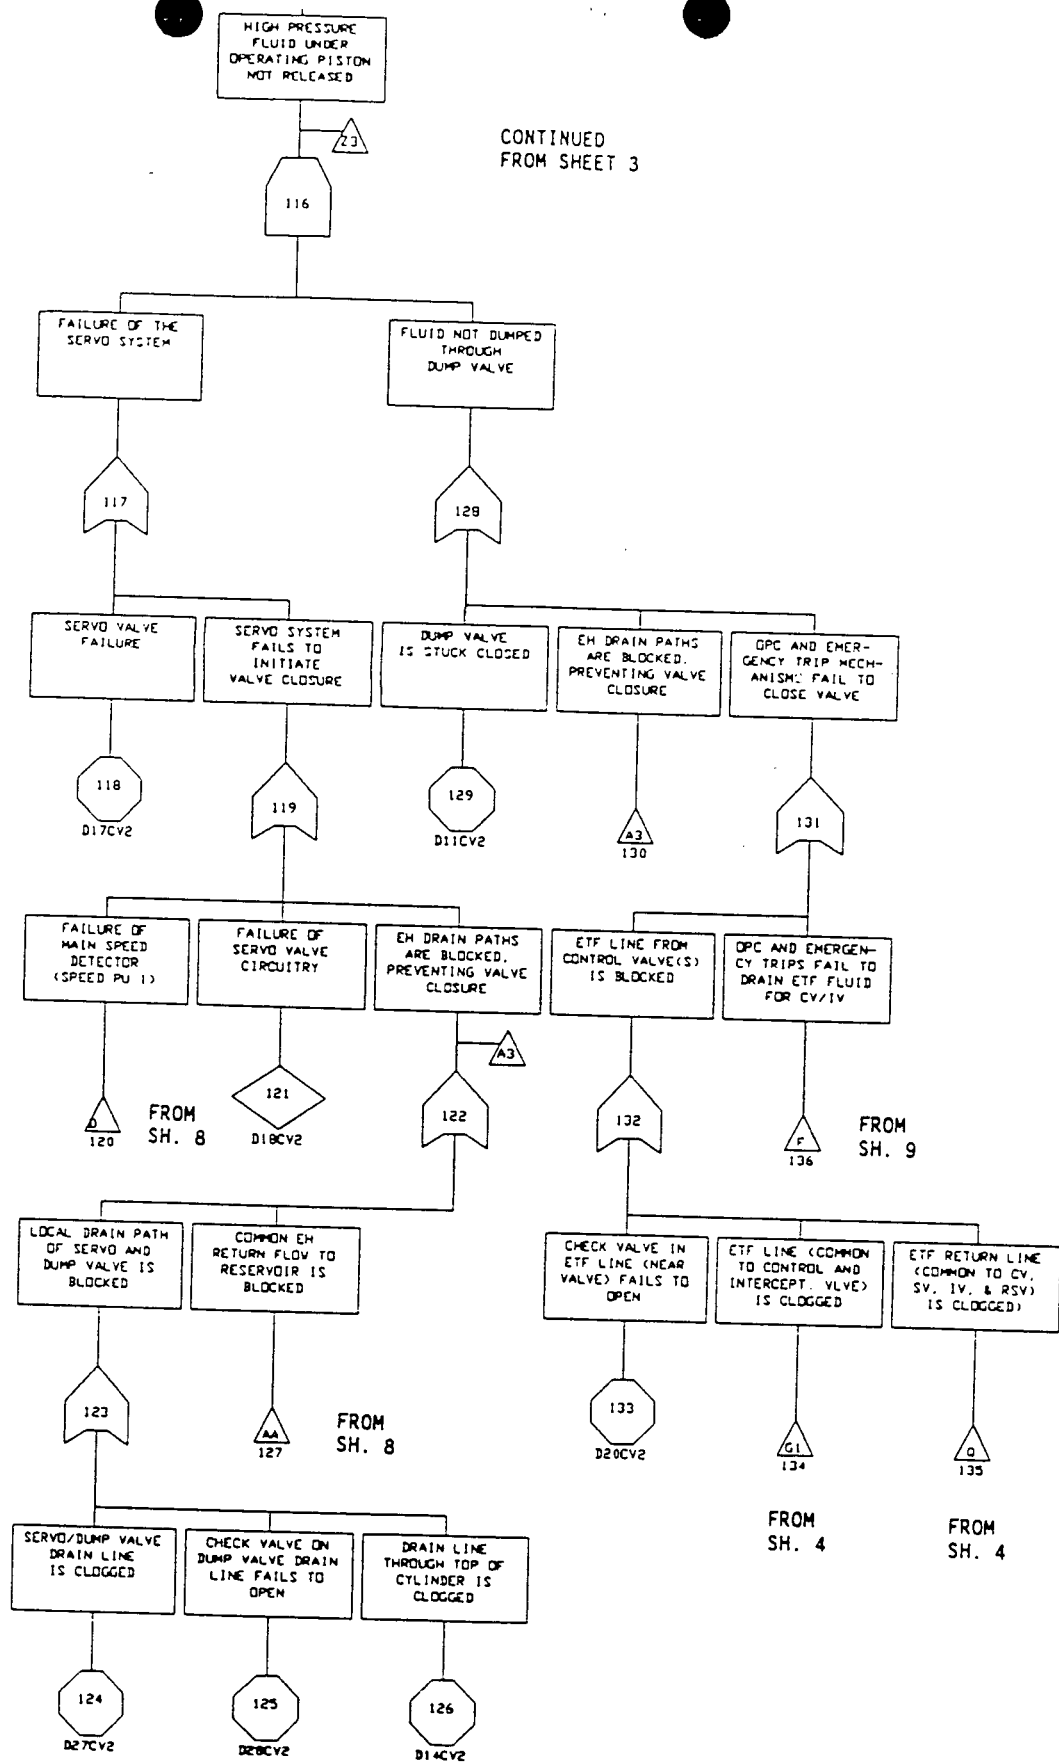 HIGH PRESSURE
FLUID UNDER
OPERATING PISTON
NOT RELEASED
Z3
CONTINUED
FROM SHEET 3
116
FAILURE OF THE
SERVO SYSTEM
FLUID NOT DUMPED
THROUGH
DUMP VALVE
117
128
SERVO VALVE
FAILURE
SERVO SYSTEM
FAILS TO
INITIATE
VALVE CLOSURE
DUMP VALVE
IS STUCK CLOSED
EH DRAIN PATHS
ARE BLOCKED,
PREVENTING VALVE
CLOSURE
OPC AND EMER-
GENCY TRIP MECH-
ANISMS FAIL TO
CLOSE VALVE
118
D17CV2
119
129
D11CV2
A3
130
131
FAILURE OF
MAIN SPEED
DETECTOR
(SPEED PU 1)
FAILURE OF
SERVO VALVE
CIRCUITRY
EH DRAIN PATHS
ARE BLOCKED,
PREVENTING VALVE
CLOSURE
ETF LINE FROM
CONTROL VALVE(S)
IS BLOCKED
OPC AND EMERGEN-
CY TRIPS FAIL TO
DRAIN ETF FLUID
FOR CV/IV
A3
D
120
FROM
SH. 8
121
D18CV2
122
132
F
136
FROM
SH. 9
LOCAL DRAIN PATH
OF SERVO AND
DUMP VALVE IS
BLOCKED
COMMON EH
RETURN FLOW TO
RESERVOIR IS
BLOCKED
CHECK VALVE IN
ETF LINE (NEAR
VALVE) FAILS TO
OPEN
ETF LINE (COMMON
TO CONTROL AND
INTERCEPT. VLVE)
IS CLOGGED
ETF RETURN LINE
(COMMON TO CV,
SV, IV, & RSV)
IS CLOGGED)
123
AA
127
FROM
SH. 8
133
D20CV2
G1
134
Q
135
FROM
SH. 4
FROM
SH. 4
SERVO/DUMP VALVE
DRAIN LINE
IS CLOGGED
CHECK VALVE ON
DUMP VALVE DRAIN
LINE FAILS TO
OPEN
DRAIN LINE
THROUGH TOP OF
CYLINDER IS
CLOGGED
124
D27CV2
125
D28CV2
126
D14CV2